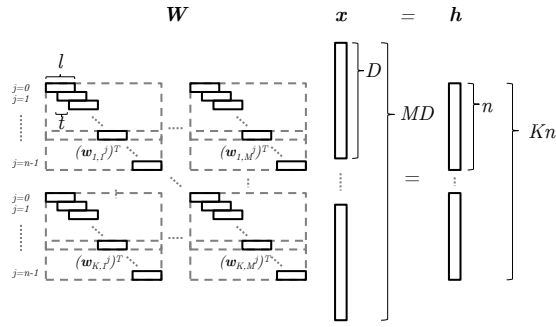 W x = h
l
j=0
j=1
t
D
MD
n
Kn
(w_{1,1}^j)^T
(w_{1,M}^j)^T
j=n-1
=
j=0
j=1
(w_{K,1}^j)^T
(w_{K,M}^j)^T
j=n-1